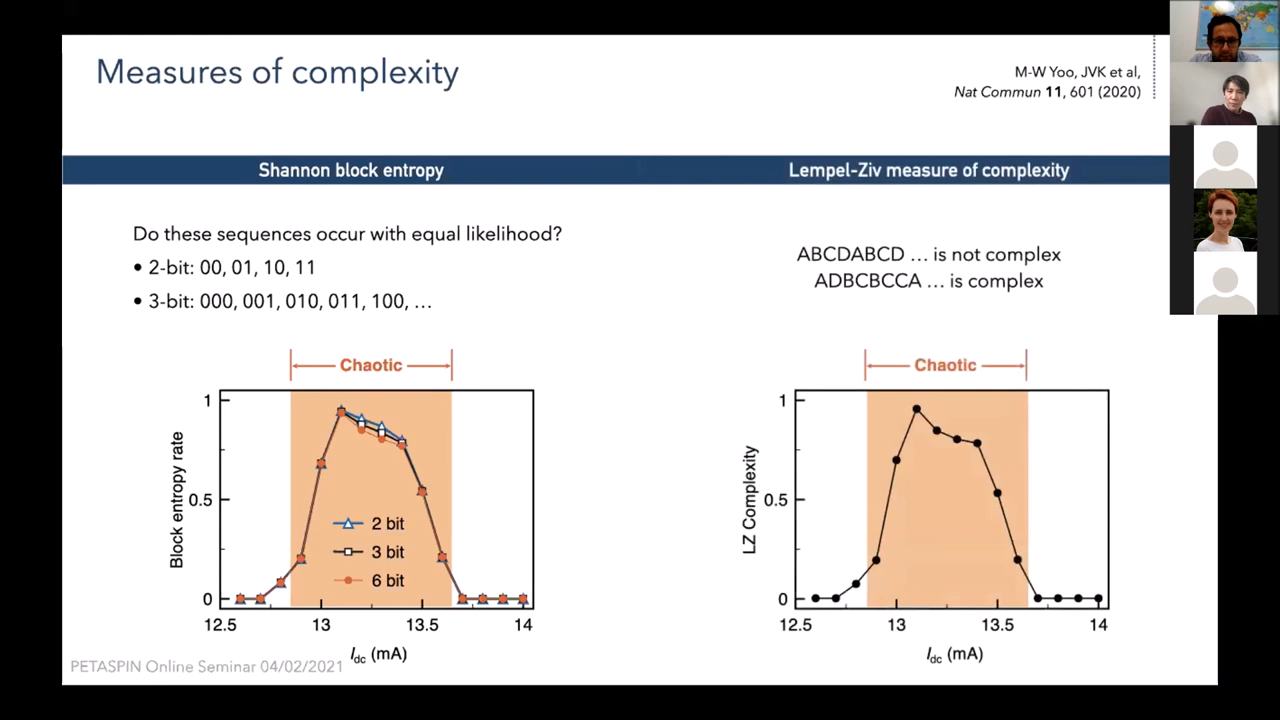 Measures of complexity
M-W Yoo, JVK et al,
Nat Commun 11, 601 (2020)
Shannon block entropy
Lempel-Ziv measure of complexity
Do these sequences occur with equal likelihood?
• 2-bit: 00, 01, 10, 11
• 3-bit: 000, 001, 010, 011, 100, …
ABCDABCD … is not complex
ADBCBCCA … is complex
Chaotic
Block entropy rate
1
0.5
0
2 bit
3 bit
6 bit
12.5 13 13.5 14
Idc (mA)
Chaotic
LZ Complexity
1
0.5
0
12.5 13 13.5 14
Idc (mA)
PETASPIN Online Seminar 04/02/2021